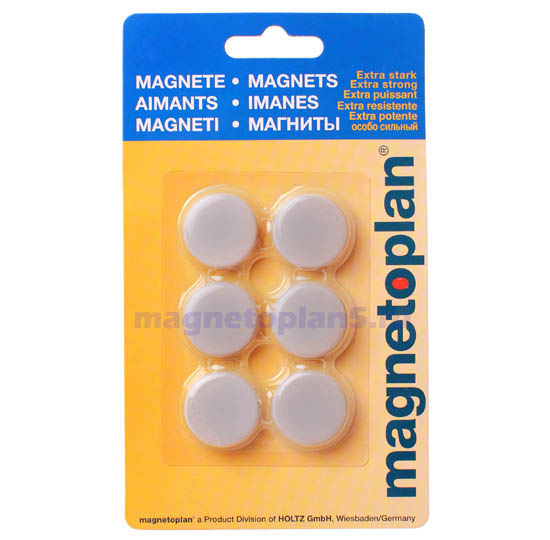 MAGNETE • MAGNETS
AIMANTS • IMANES
MAGNETI • МАГНИТЫ
Extra stark
Extra strong
Extra puissant
Extra resistente
Extra potente
особо сильный
magnetoplan®
magnetoplan5.ru
magnetoplan® a Product Division of HOLTZ GmbH, Wiesbaden/Germany